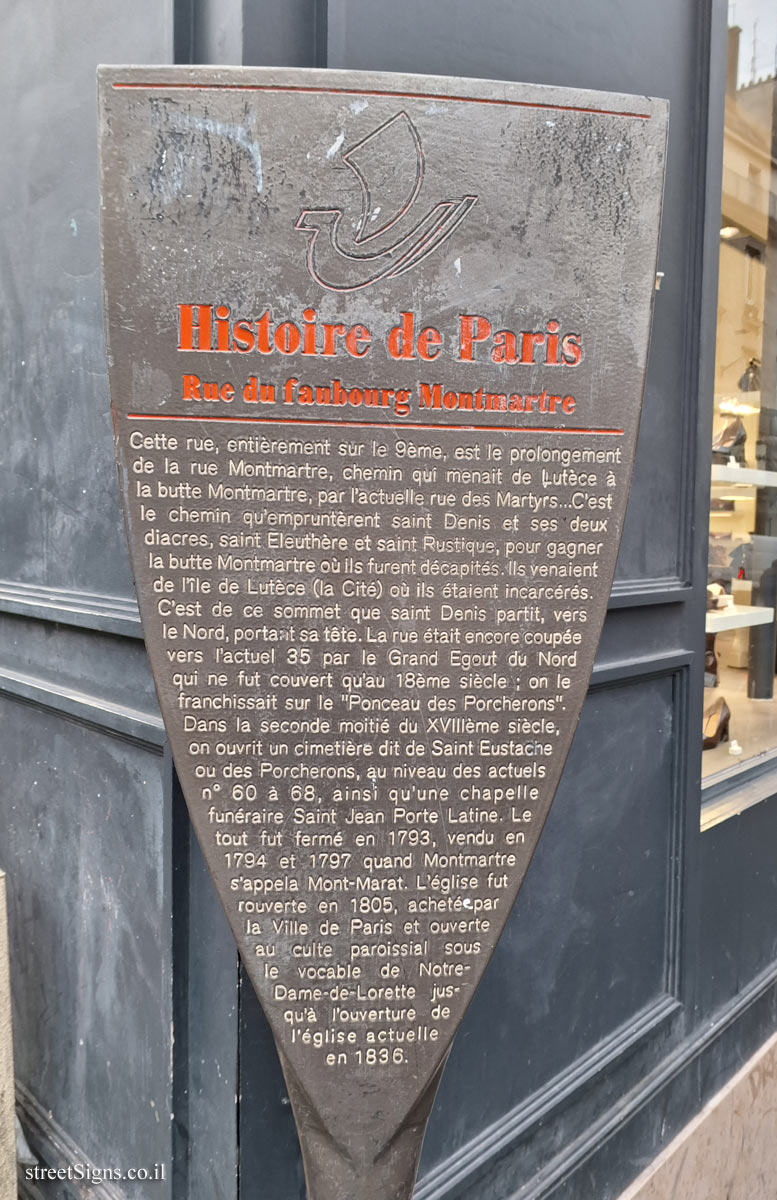 Histoire de Paris
Rue du faubourg Montmartre
Cette rue, entièrement sur le 9ème, est le prolongement
de la rue Montmartre, chemin qui menait de Lutèce à
la butte Montmartre, par l'actuelle rue des Martyrs...C'est
le chemin qu'empruntèrent saint Denis et ses deux
diacres, saint Eleuthère et saint Rustique, pour gagner
la butte Montmartre où ils furent décapités. Ils venaient
de l'île de Lutèce (la Cité) où ils étaient incarcérés.
C'est de ce sommet que saint Denis partit, vers
le Nord, portant sa tête. La rue était encore coupée
vers l'actuel 35 par le Grand Egout du Nord
qui ne fut couvert qu'au 18ème siècle ; on le
franchissait sur le "Ponceau des Porcherons".
Dans la seconde moitié du XVIIIème siècle,
on ouvrit un cimetière dit de Saint Eustache
ou des Porcherons, au niveau des actuels
n° 60 à 68, ainsi qu'une chapelle
funéraire Saint Jean Porte Latine. Le
tout fut fermé en 1793, vendu en
1794 et 1797 quand Montmartre
s'appela Mont-Marat. L'église fut
rouverte en 1805, achetée par
la Ville de Paris et ouverte
au culte paroissial sous
le vocable de Notre-
Dame-de-Lorette jus-
qu'à l'ouverture de
l'église actuelle
en 1836.
streetSigns.co.il